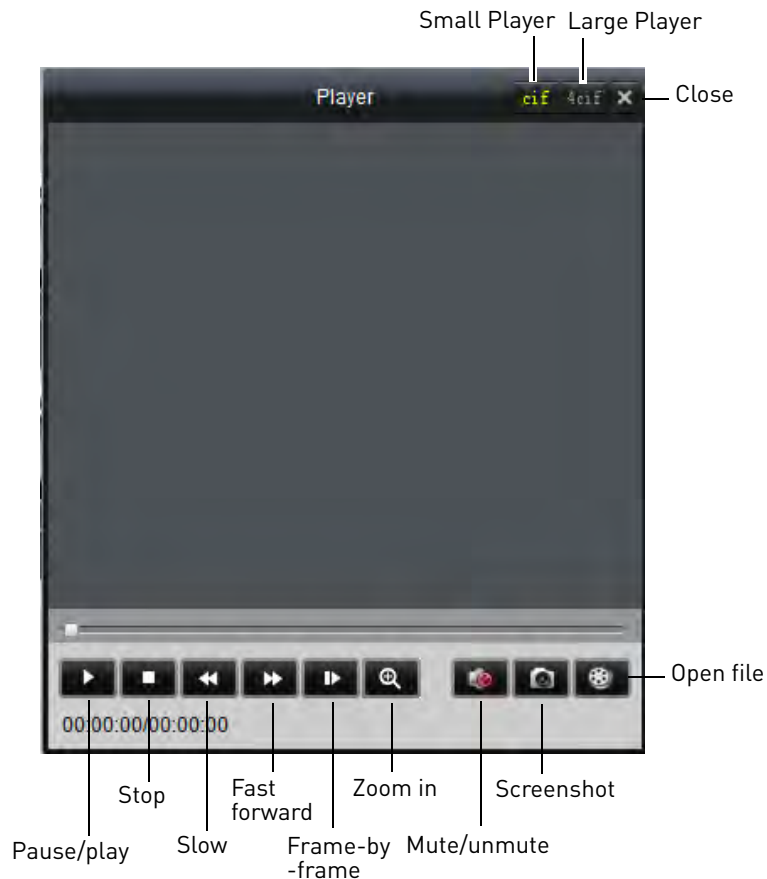 Small Player Large Player
Player cif 4cif Close
Open file
00:00:00/00:00:00
Stop
Fast
forward
Zoom in
Screenshot
Pause/play
Slow
Frame-by
-frame
Mute/unmute